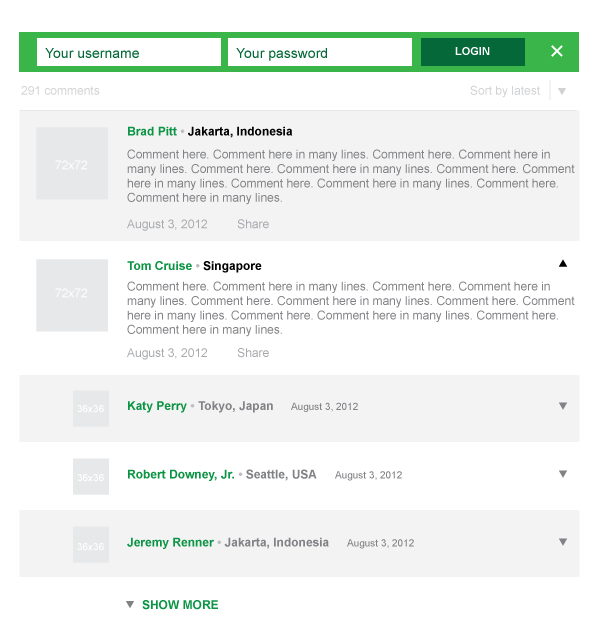 Your username Your password LOGIN ×
291 comments Sort by latest
72x72
Brad Pitt • Jakarta, Indonesia
Comment here. Comment here in many lines. Comment here. Comment here in
many lines. Comment here. Comment here in many lines. Comment here. Comment
here in many lines. Comment here. Comment here in many lines. Comment here.
Comment here in many lines.
August 3, 2012 Share
72x72
Tom Cruise • Singapore
Comment here. Comment here in many lines. Comment here. Comment here in
many lines. Comment here. Comment here in many lines. Comment here. Comment
here in many lines. Comment here. Comment here in many lines. Comment here.
Comment here in many lines.
August 3, 2012 Share
36x36 Katy Perry • Tokyo, Japan August 3, 2012
36x36 Robert Downey, Jr. • Seattle, USA August 3, 2012
36x36 Jeremy Renner • Jakarta, Indonesia August 3, 2012
SHOW MORE